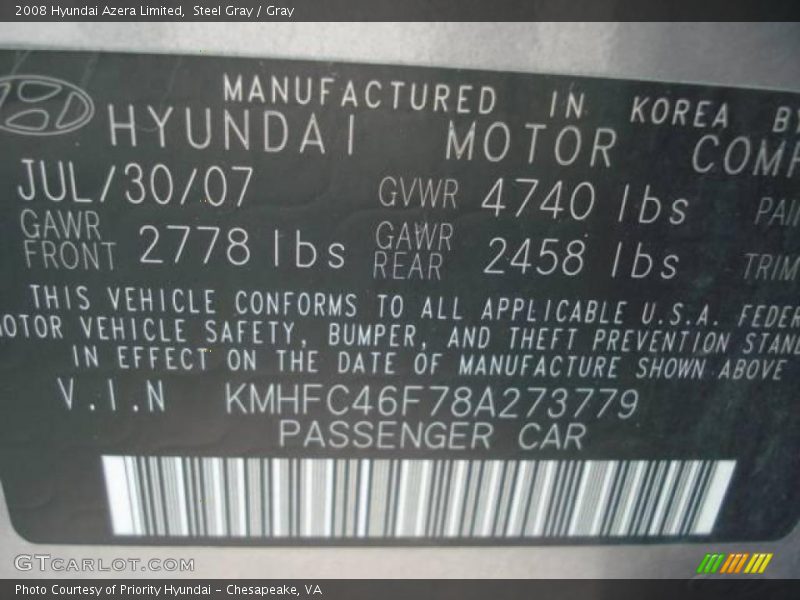 2008 Hyundai Azera Limited, Steel Gray / Gray
MANUFACTURED IN KOREA BY
HYUNDAI MOTOR COMP
JUL/30/07 GVWR 4740 lbs PAI
GAWR FRONT 2778 lbs GAWR REAR 2458 lbs TRIM
THIS VEHICLE CONFORMS TO ALL APPLICABLE U.S.A. FEDER
OTOR VEHICLE SAFETY, BUMPER, AND THEFT PREVENTION STAN
IN EFFECT ON THE DATE OF MANUFACTURE SHOWN ABOVE
V.I.N KMHFC46F78A273779
PASSENGER CAR
GTCARLOT.COM
Photo Courtesy of Priority Hyundai - Chesapeake, VA